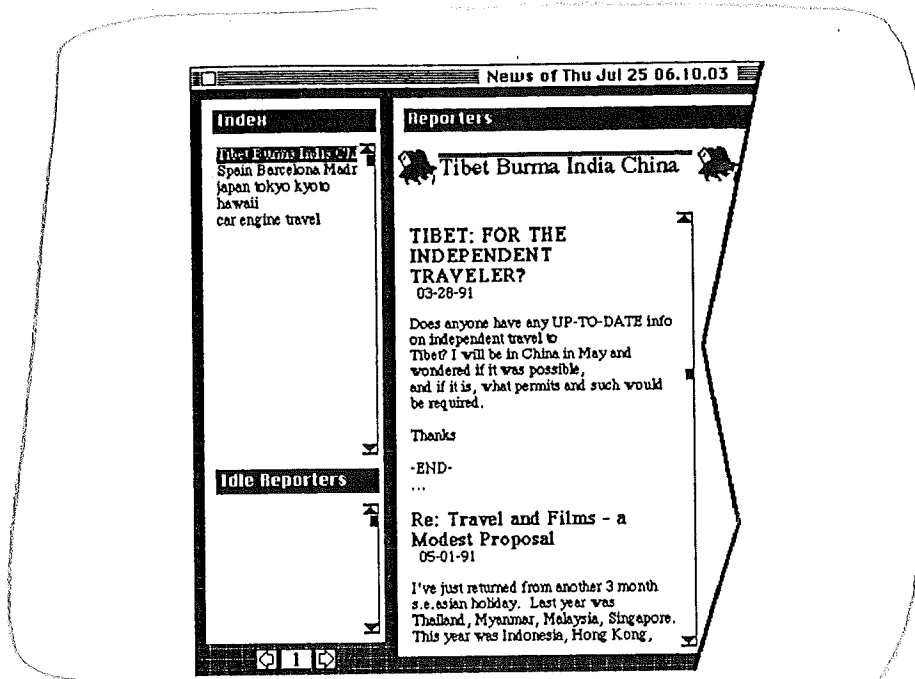 News of Thu Jul 25 06.10.03
Index
Tibet Burma India
Spain Barcelona Madr
japan tokyo kyoto
hawaii
car engine travel
Idle Reporters
1
Reporters
Tibet Burma India China
TIBET: FOR THE
INDEPENDENT
TRAVELER?
03-28-91
Does anyone have any UP-TO-DATE info
on independent travel to
Tibet? I will be in China in May and
wondered if it was possible,
and if it is, what permits and such would
be required.
Thanks
-END-
...
Re: Travel and Films - a
Modest Proposal
05-01-91
I've just returned from another 3 month
s.e.asian holiday. Last year was
Thailand, Myanmar, Malaysia, Singapore.
This year was Indonesia, Hong Kong,